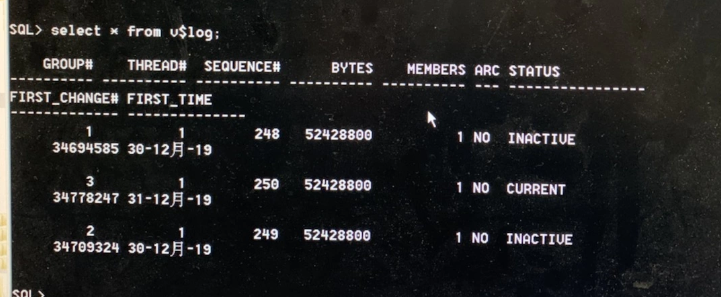 SQL> select * from v$log;
GROUP# THREAD# SEQUENCE# BYTES MEMBERS ARC STATUS
---------- ---------- ---------- ---------- ---------- --- ----------------
FIRST_CHANGE# FIRST_TIME
------------- --------------
1 1 248 52428800 1 NO INACTIVE
34694585 30-12月-19
3 1 250 52428800 1 NO CURRENT
34778247 31-12月-19
2 1 249 52428800 1 NO INACTIVE
34709324 30-12月-19
SQL>